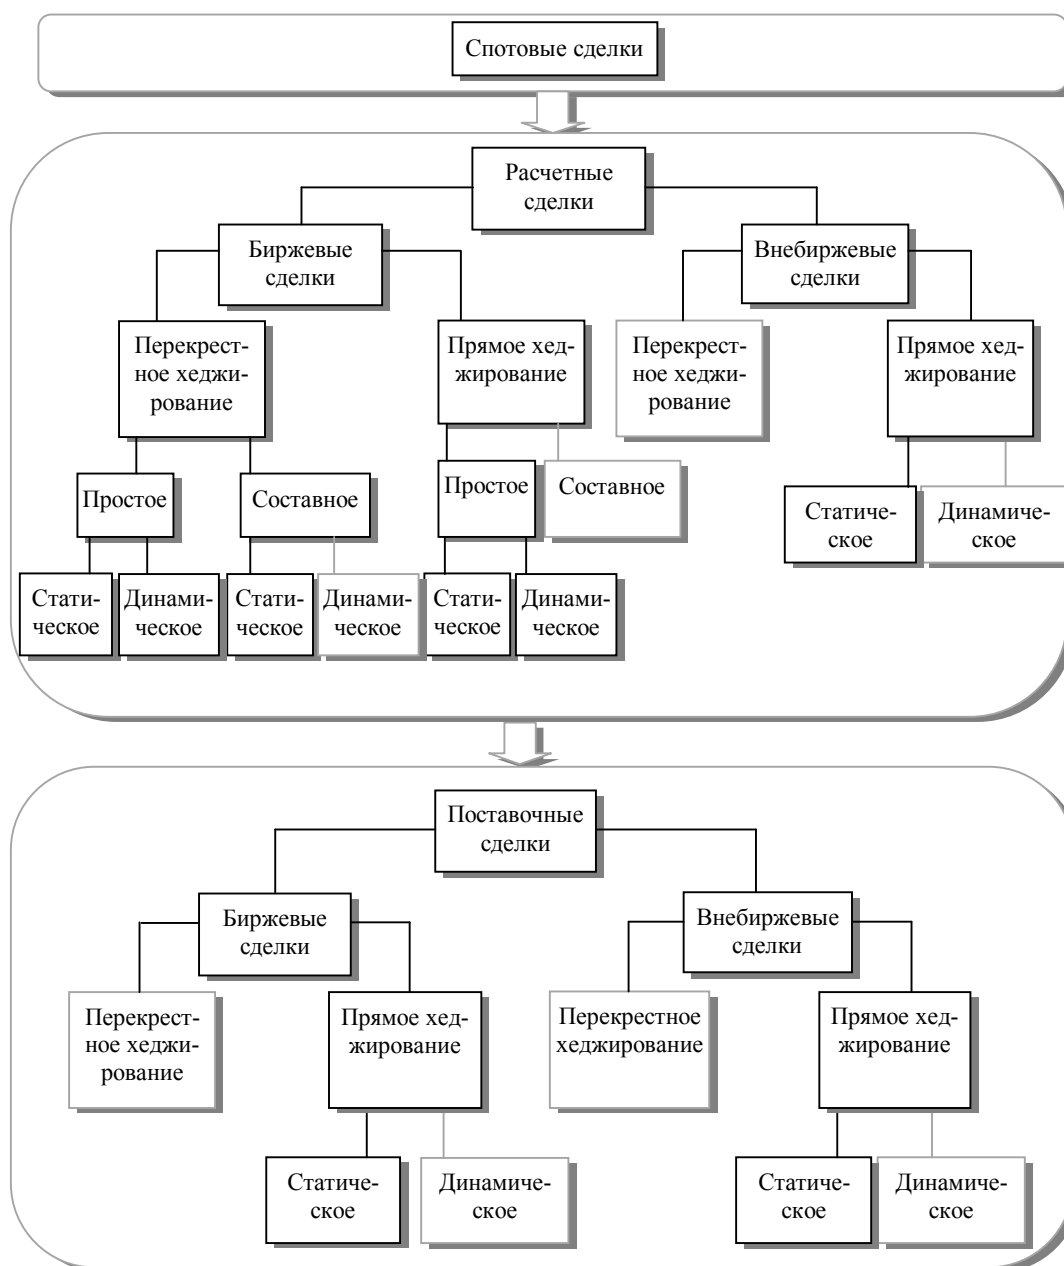 Спотовые сделки
Расчетные
сделки
Биржевые
сделки
Внебиржевые
сделки
Перекрест-
ное хеджи-
рование
Прямое хед-
жирование
Перекрест-
ное хеджи-
рование
Прямое хед-
жирование
Простое
Составное
Простое
Составное
Статиче-
ское
Динамиче-
ское
Стати-
ческое
Динами-
ческое
Стати-
ческое
Динами-
ческое
Стати-
ческое
Динами-
ческое
Поставочные
сделки
Биржевые
сделки
Внебиржевые
сделки
Перекрест-
ное хеджи-
рование
Прямое хед-
жирование
Перекрестное
хеджирование
Прямое хед-
жирование
Статиче-
ское
Динамиче-
ское
Статиче-
ское
Динамиче-
ское